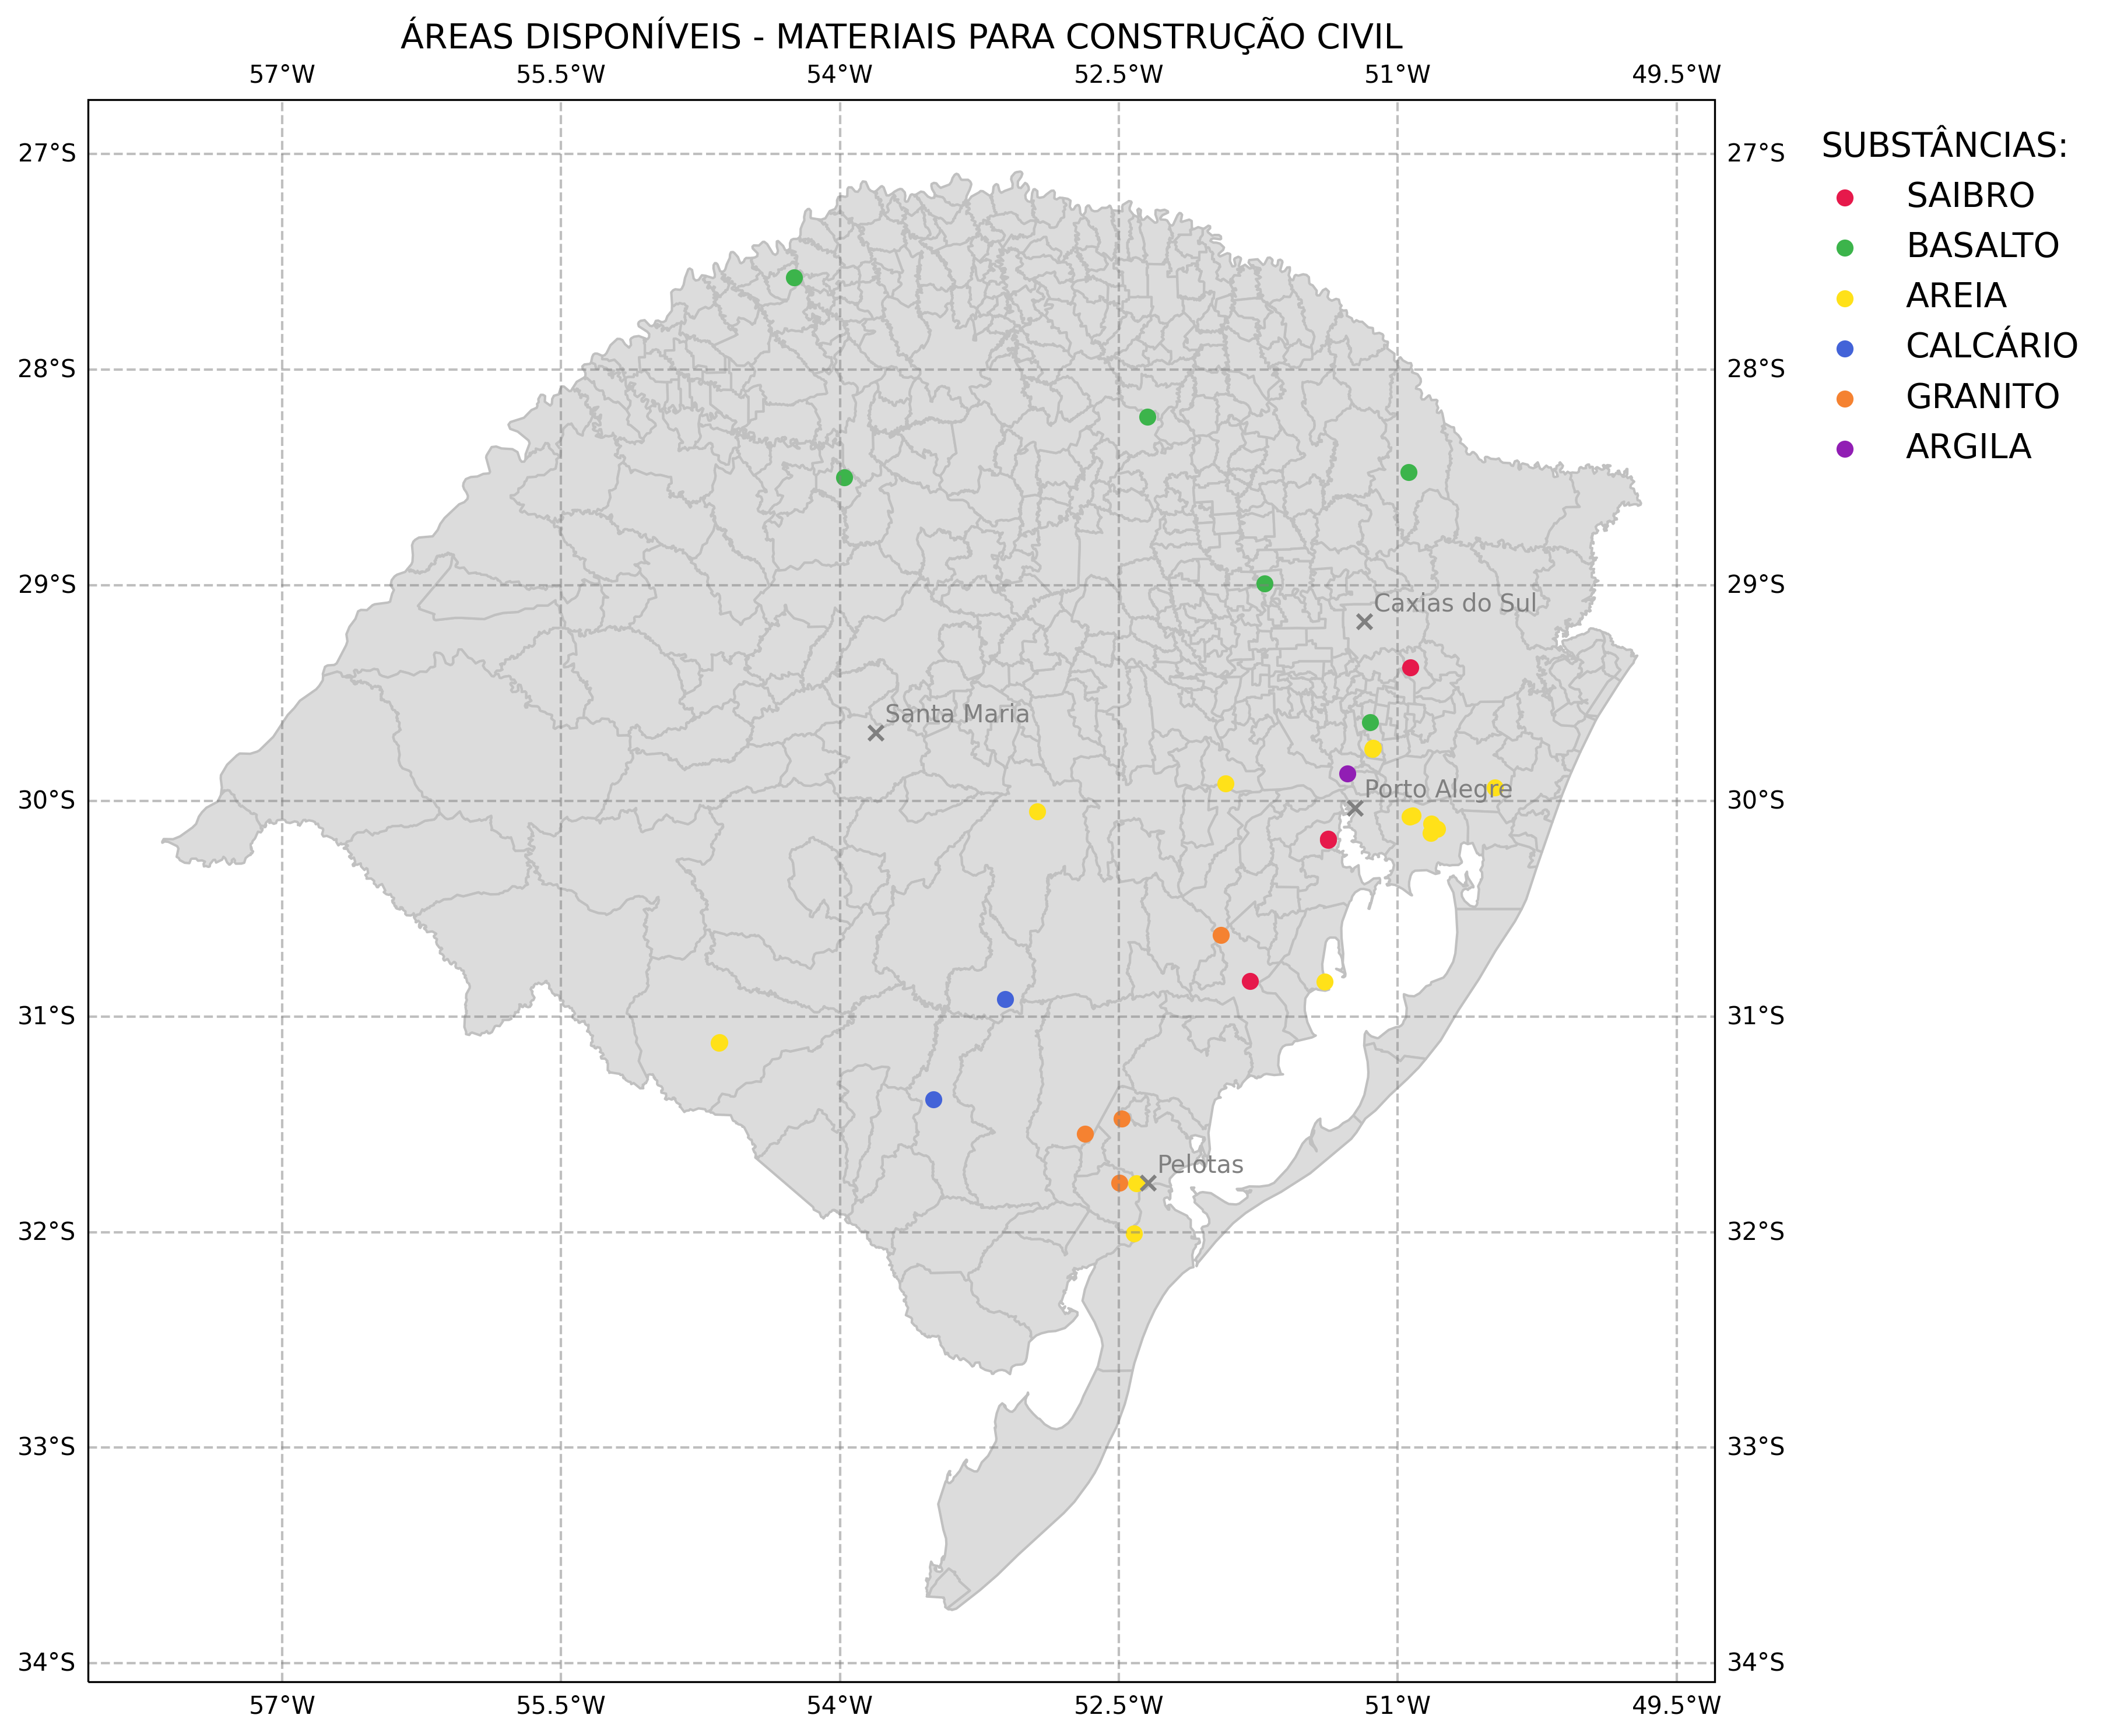 ÁREAS DISPONÍVEIS - MATERIAIS PARA CONSTRUÇÃO CIVIL
57°W 55.5°W 54°W 52.5°W 51°W 49.5°W
27°S 27°S
SUBSTÂNCIAS:
SAIBRO
BASALTO
AREIA
CALCÁRIO
GRANITO
ARGILA
28°S 28°S
29°S 29°S
Caxias do Sul
Santa Maria
Porto Alegre
30°S 30°S
31°S 31°S
Pelotas
32°S 32°S
33°S 33°S
34°S 34°S
57°W 55.5°W 54°W 52.5°W 51°W 49.5°W